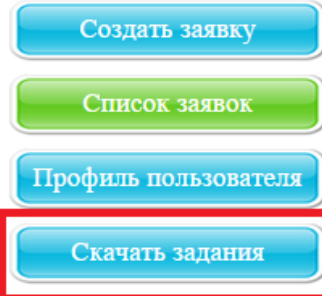 Создать заявку
Список заявок
Профиль пользователя
Скачать задания